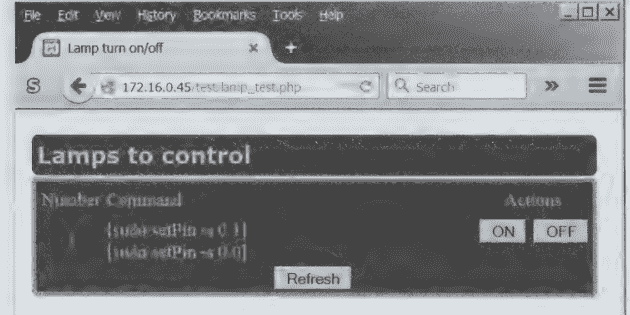 File Edit View History Bookmarks Tools Help
Lamp turn on/off × +
S 172.16.0.45/test/lamp_test.php Search »
Lamps to control
Number Command Actions
1 [sudo setPin -s 0 1] ON OFF
[sudo setPin -s 0 0]
Refresh